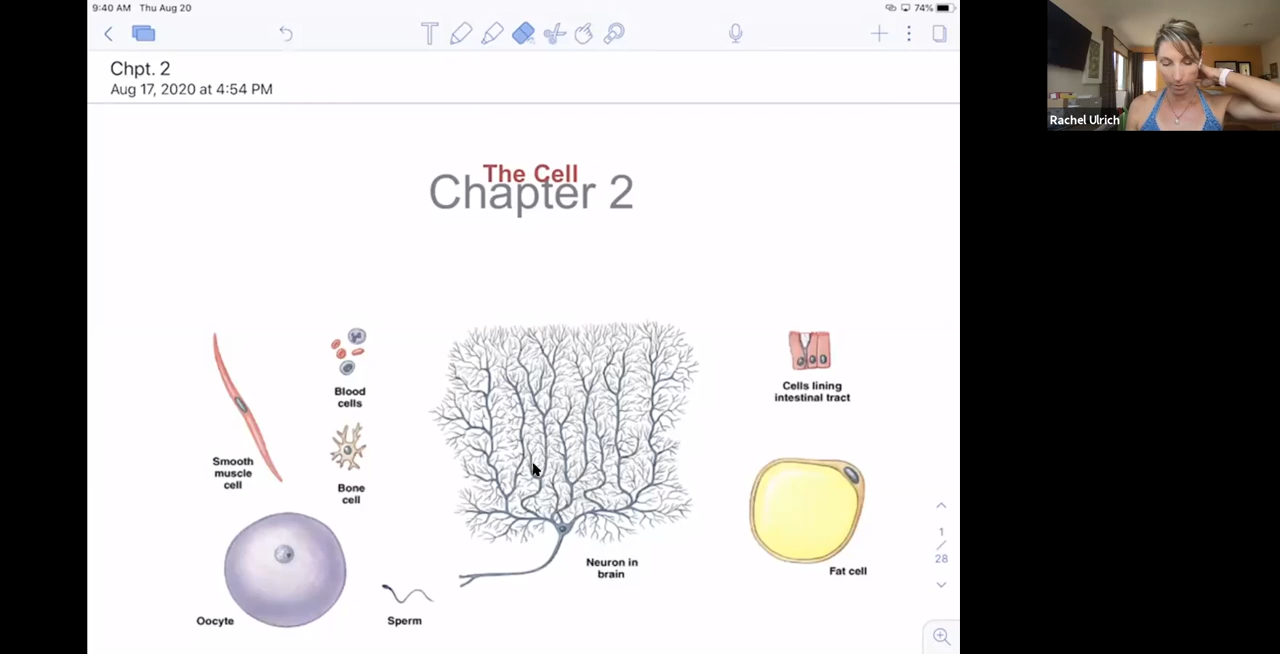 9:40 AM Thu Aug 20
74%
Chpt. 2
Aug 17, 2020 at 4:54 PM
The Cell
Chapter 2
Smooth
muscle
cell
Blood
cells
Bone
cell
Oocyte
Sperm
Neuron in
brain
Cells lining
intestinal tract
Fat cell
1
/
28
Rachel Ulrich